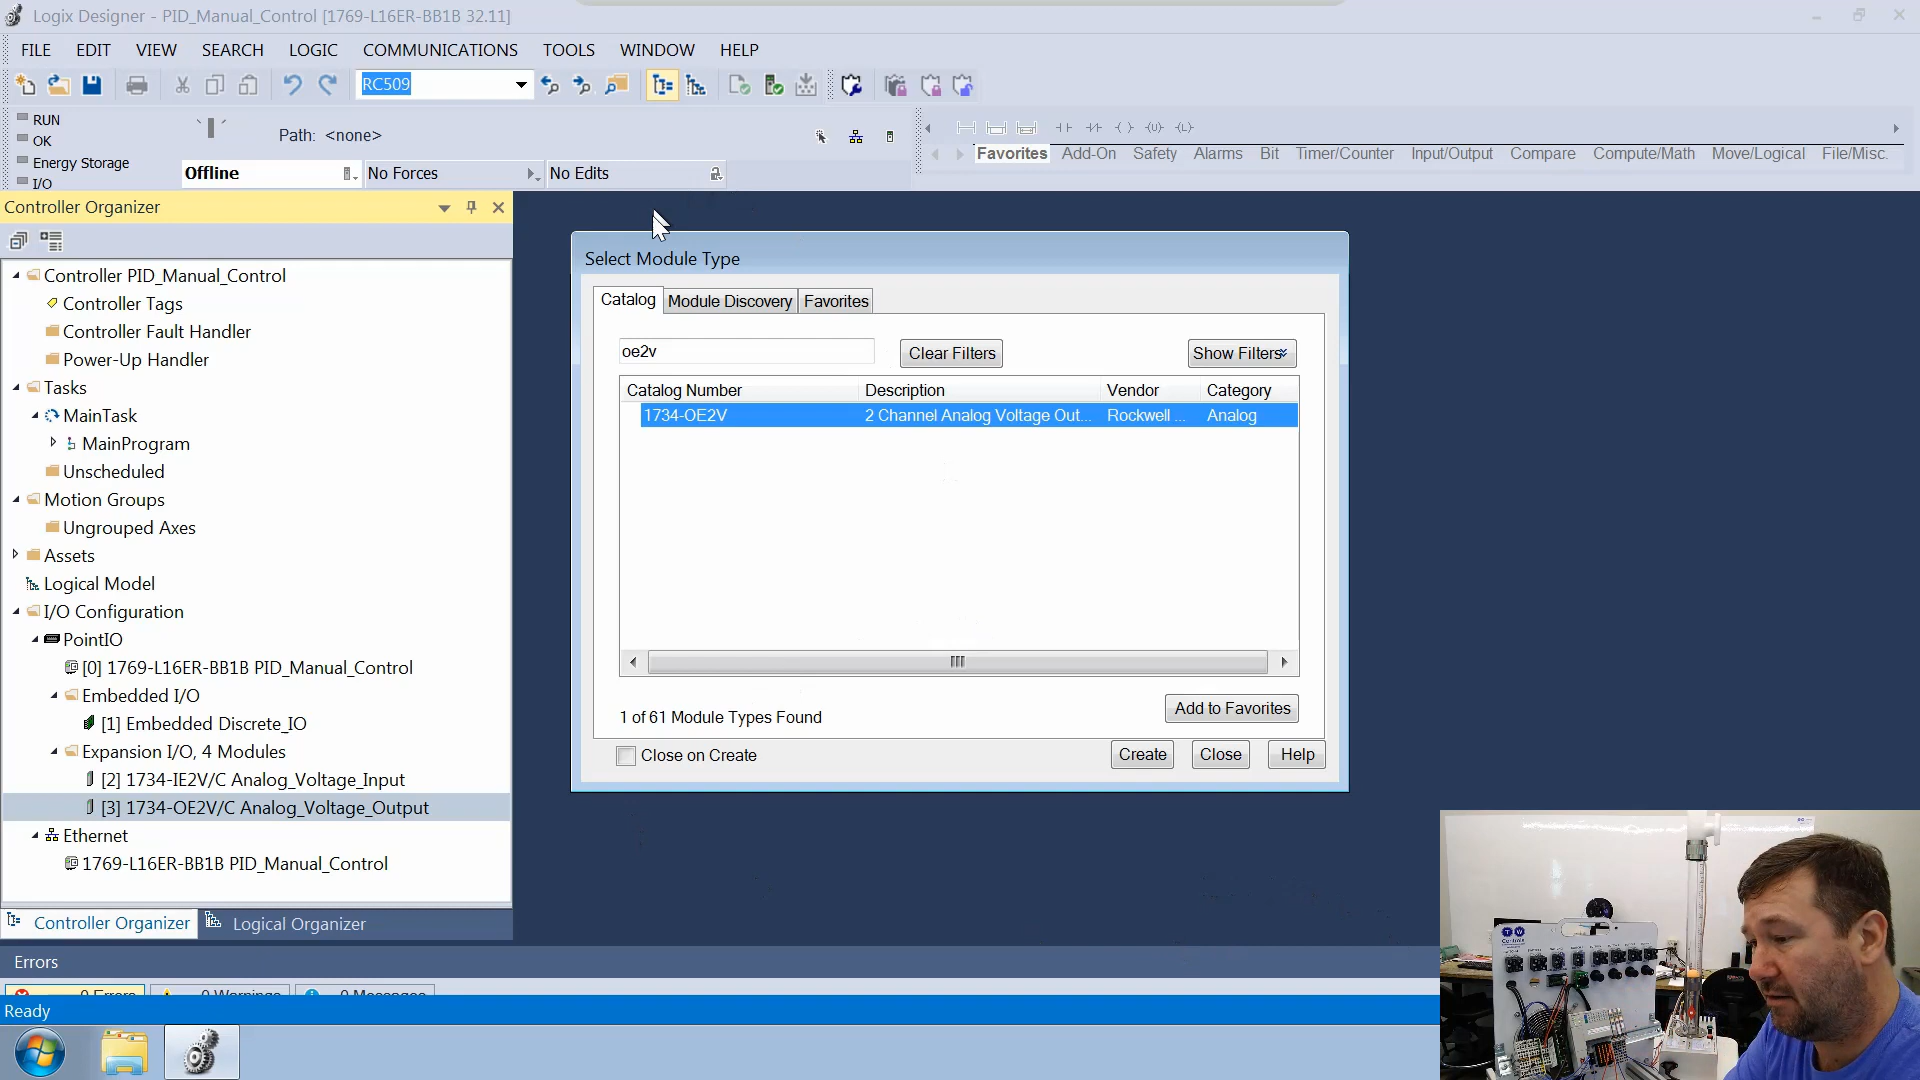 Logix Designer - PID_Manual_Control [1769-L16ER-BB1B 32.11]
FILE EDIT VIEW SEARCH LOGIC COMMUNICATIONS TOOLS WINDOW HELP
RC509
RUN
OK
Energy Storage
I/O
Path: <none>
Offline No Forces No Edits
Favorites Add-On Safety Alarms Bit Timer/Counter Input/Output Compare Compute/Math Move/Logical File/Misc.
Controller Organizer
Controller PID_Manual_Control
Controller Tags
Controller Fault Handler
Power-Up Handler
Tasks
MainTask
MainProgram
Unscheduled
Motion Groups
Ungrouped Axes
Assets
Logical Model
I/O Configuration
PointIO
[0] 1769-L16ER-BB1B PID_Manual_Control
Embedded I/O
[1] Embedded Discrete_IO
Expansion I/O, 4 Modules
[2] 1734-IE2V/C Analog_Voltage_Input
[3] 1734-OE2V/C Analog_Voltage_Output
Ethernet
1769-L16ER-BB1B PID_Manual_Control
Controller Organizer Logical Organizer
Select Module Type
Catalog Module Discovery Favorites
oe2v Clear Filters Show Filters
Catalog Number Description Vendor Category
1734-OE2V 2 Channel Analog Voltage Out... Rockwell ... Analog
1 of 61 Module Types Found
Add to Favorites
Close on Create
Create Close Help
Errors
0 Errors 0 Warnings 0 Messages
Ready
T W
Controls